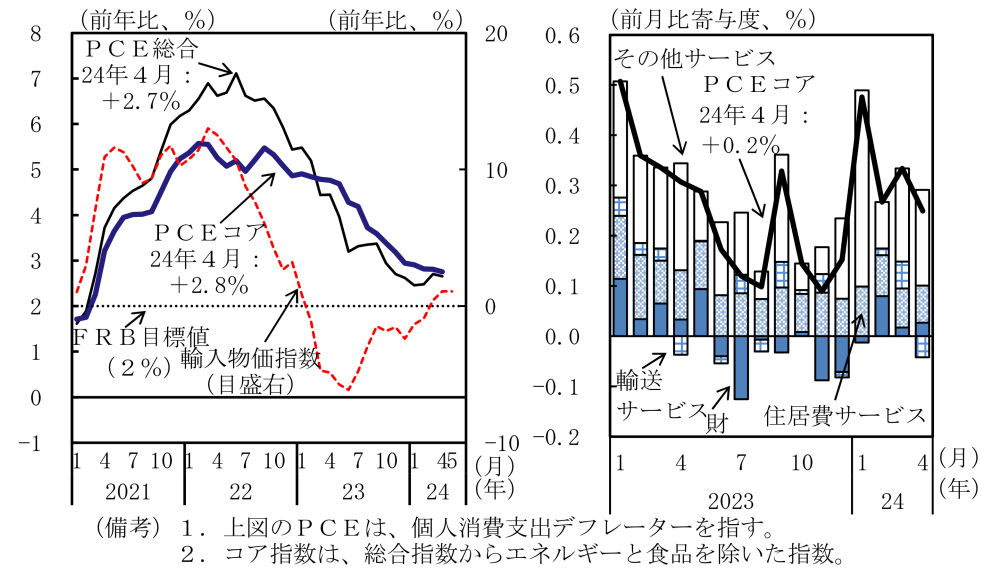 (前年比、%)
(前年比、%)
8
7
6
5
4
3
2
1
0
-1
20
10
0
-10
ＰＣＥ総合
24年４月：
＋2.7%
ＰＣＥコア
24年４月：
＋2.8%
ＦＲＢ目標値
（２%）
輸入物価指数
（目盛右）
1 4 7 10 1 4 7 10 1 4 7 10 1 45
(月)
2021 22 23 24
(年)
(前月比寄与度、%)
0.6
0.5
0.4
0.3
0.2
0.1
0.0
-0.1
-0.2
その他サービス
ＰＣＥコア
24年４月：
＋0.2%
輸送
サービス
財
住居費サービス
1 4 7 10 1 4
(月)
2023 24
(年)
（備考）１．上図のＰＣＥは、個人消費支出デフレーターを指す。
２．コア指数は、総合指数からエネルギーと食品を除いた指数。